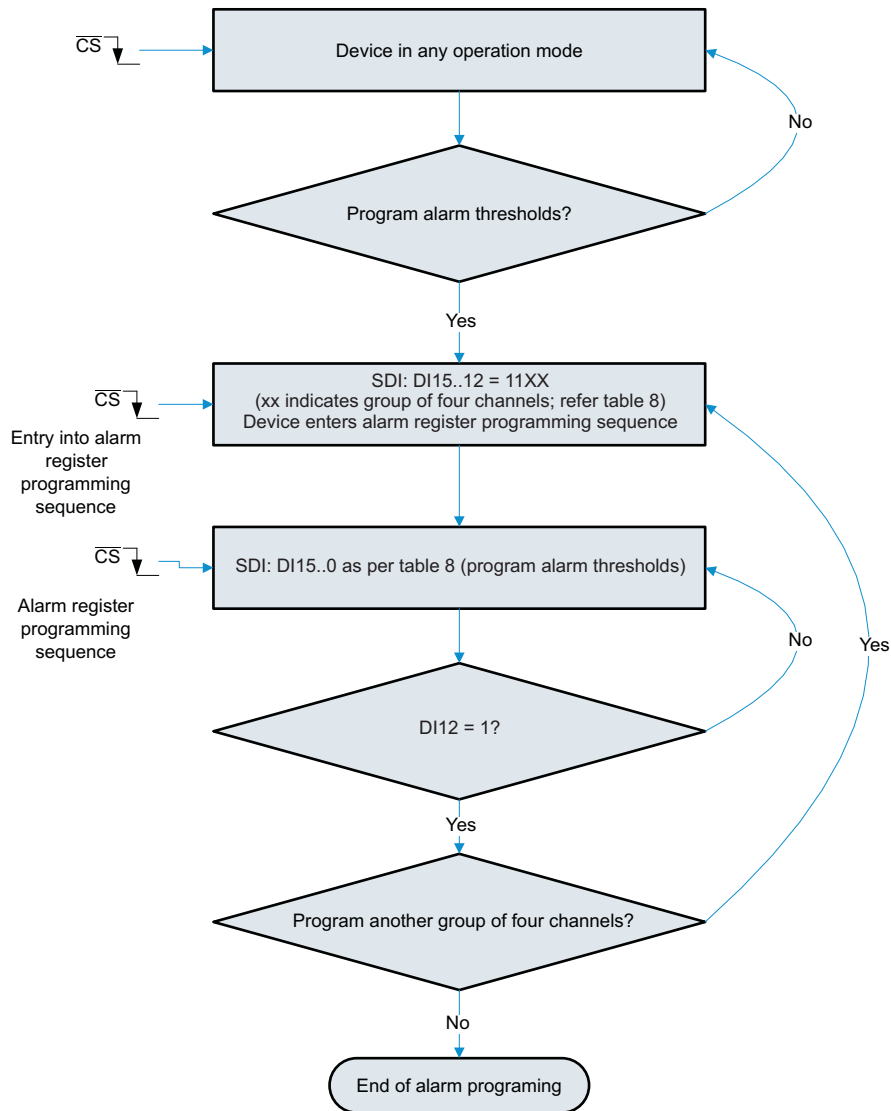 CS
Device in any operation mode
No
Program alarm thresholds?
Yes
CS
Entry into alarm
register
programming
sequence
SDI: DI15..12 = 11XX
(xx indicates group of four channels; refer table 8)
Device enters alarm register programming sequence
CS
Alarm register
programming
sequence
SDI: DI15..0 as per table 8 (program alarm thresholds)
No
Yes
DI12 = 1?
Yes
Program another group of four channels?
No
End of alarm programing